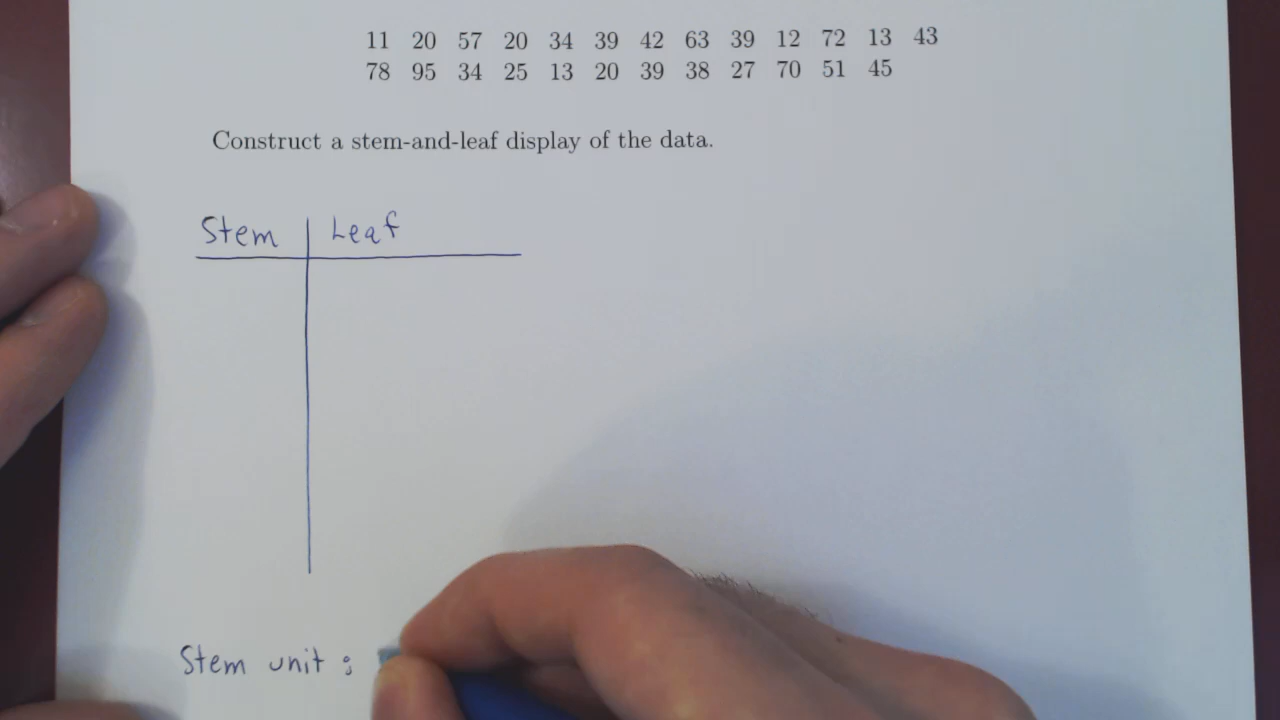 11 20 57 20 34 39 42 63 39 12 72 13 43
78 95 34 25 13 20 39 38 27 70 51 45
Construct a stem-and-leaf display of the data.
Stem Leaf
Stem unit :